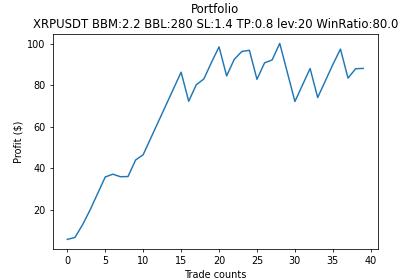 Portfolio
XRPUSDT BBM:2.2 BBL:280 SL:1.4 TP:0.8 lev:20 WinRatio:80.0
100
80
60
40
20
Profit ($)
0 5 10 15 20 25 30 35 40
Trade counts